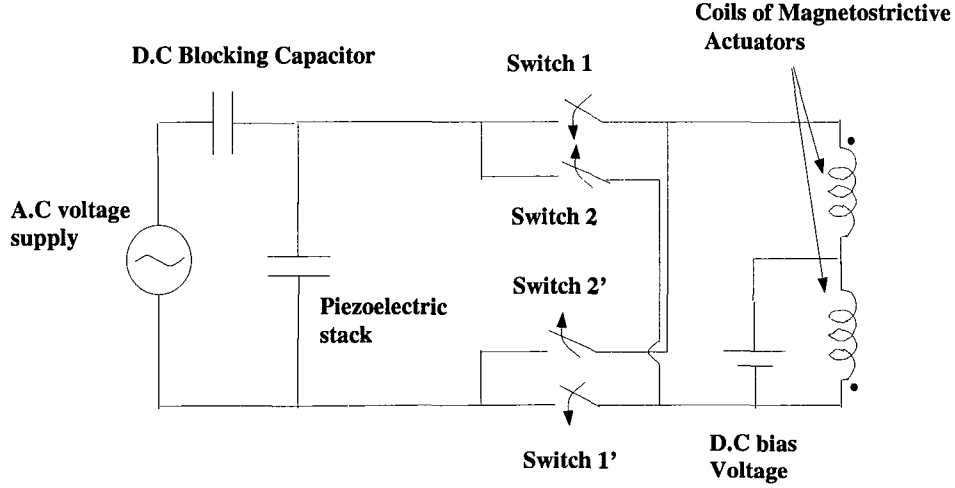 Coils of Magnetostrictive
Actuators
D.C Blocking Capacitor
Switch 1
A.C voltage
supply
Switch 2
Switch 2’
Piezoelectric
stack
Switch 1’
D.C bias
Voltage